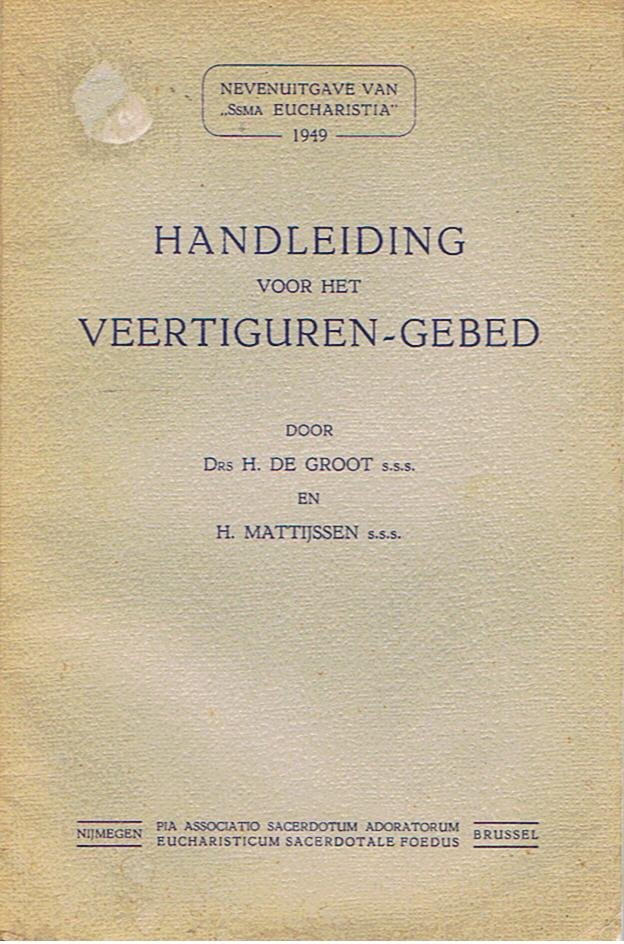 NEVENUITGAVE VAN
„SSMA EUCHARISTIA”
1949
HANDLEIDING
VOOR HET
VEERTIGUREN-GEBED
DOOR
DRS H. DE GROOT s.s.s.
EN
H. MATTIJSSEN s.s.s.
NIJMEGEN PIA ASSOCIATIO SACERDOTUM ADORATORUM BRUSSEL
EUCHARISTICUM SACERDOTALE FOEDUS